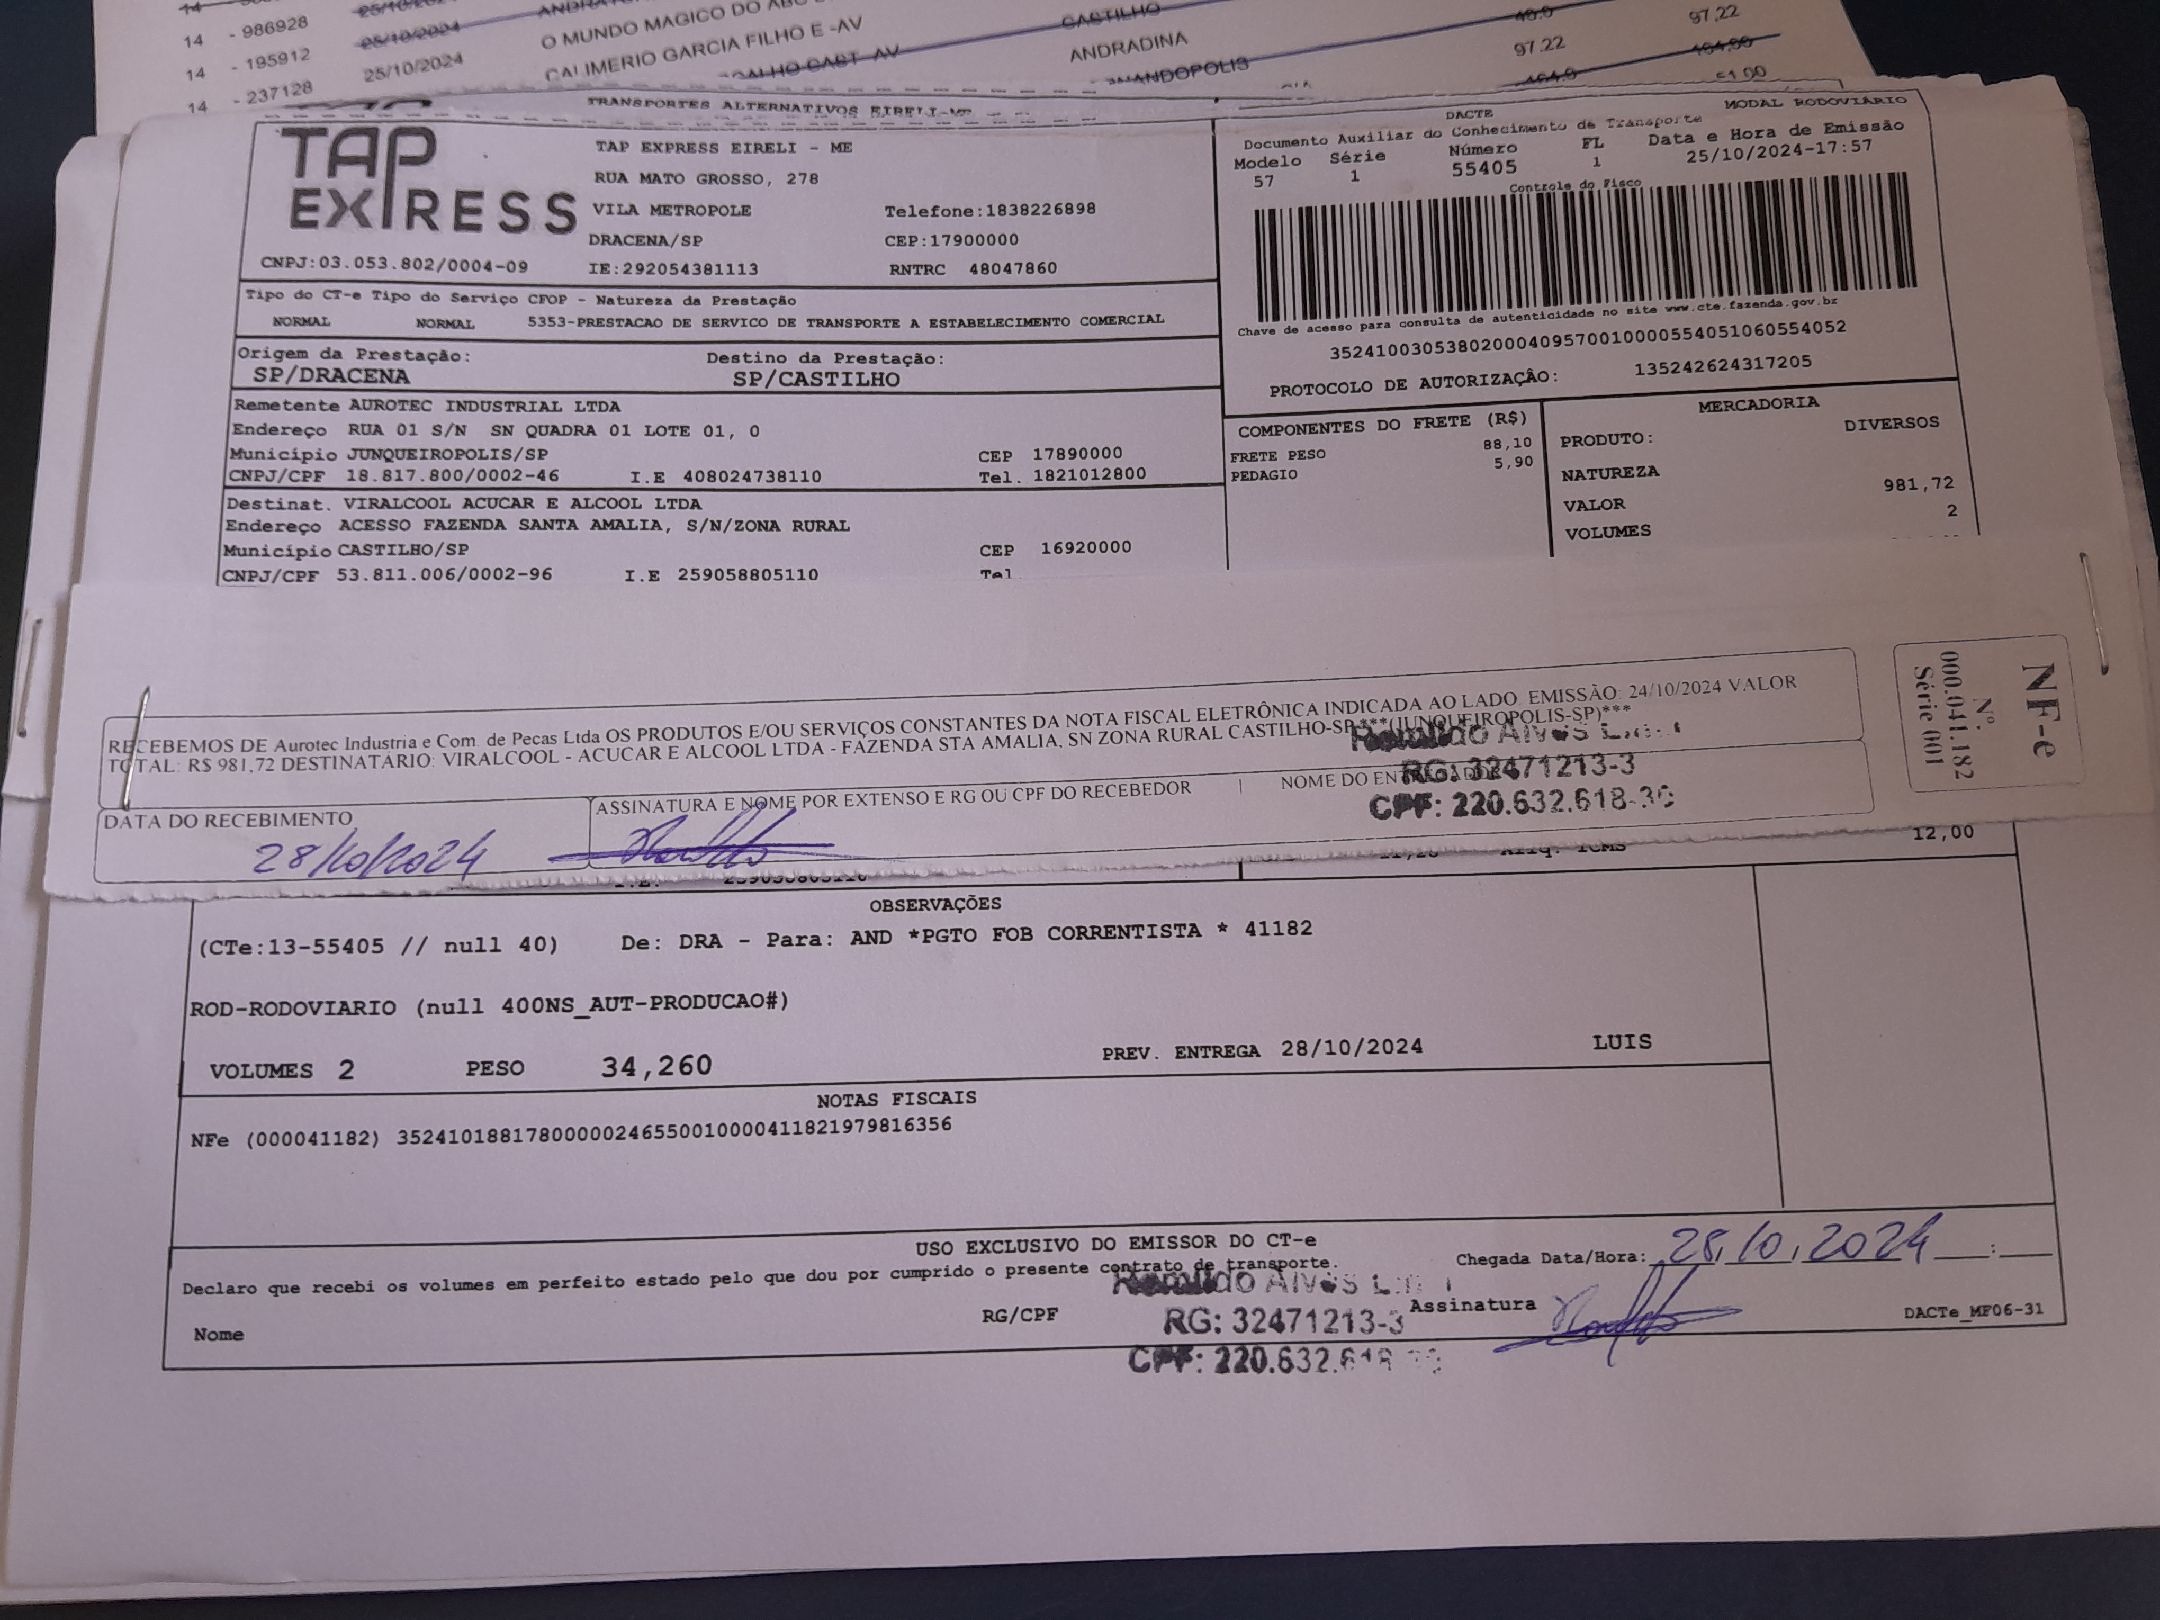 14 - 986928 25/10/2024 O MUNDO MAGICO DO CASTILHO 97.22
14 - 195912 25/10/2024 CALIMERIO GARCIA FILHO E -AV ANDRADINA 97.22
14 - 237128
TRANSPORTES ALTERNATIVOS EIRELI-ME
TAP EXPRESS
TAP EXPRESS EIRELI - ME
RUA MATO GROSSO, 278
VILA METROPOLE Telefone:1838226898
DRACENA/SP CEP:17900000
CNPJ:03.053.802/0004-09 IE:292054381113 RNTRC 48047860
DACTE MODAL RODOVIÁRIO
Documento Auxiliar do Conhecimento de Transporte
Modelo Série Número FL Data e Hora de Emissão
57 1 55405 1 25/10/2024-17:57
Controle do Fisco
Chave de acesso para consulta de autenticidade no site www.cte.fazenda.gov.br
35241003053802000409570010000554051060554052
PROTOCOLO DE AUTORIZAÇÂO: 135242624317205
Tipo do CT-e Tipo do Serviço CFOP - Natureza da Prestação
NORMAL NORMAL 5353-PRESTACAO DE SERVICO DE TRANSPORTE A ESTABELECIMENTO COMERCIAL
Origem da Prestação: Destino da Prestação:
SP/DRACENA SP/CASTILHO
Remetente AUROTEC INDUSTRIAL LTDA
Endereço RUA 01 S/N SN QUADRA 01 LOTE 01, 0
Município JUNQUEIROPOLIS/SP CEP 17890000
CNPJ/CPF 18.817.800/0002-46 I.E 408024738110 Tel. 1821012800
Destinat. VIRALCOOL ACUCAR E ALCOOL LTDA
Endereço ACESSO FAZENDA SANTA AMALIA, S/N/ZONA RURAL
Município CASTILHO/SP CEP 16920000
CNPJ/CPF 53.811.006/0002-96 I.E 259058805110 Tel
COMPONENTES DO FRETE (R$)
FRETE PESO 88,10
PEDAGIO 5,90
MERCADORIA
PRODUTO: DIVERSOS
NATUREZA
VALOR 981,72
VOLUMES 2
RECEBEMOS DE Aurotec Industria e Com. de Pecas Ltda OS PRODUTOS E/OU SERVIÇOS CONSTANTES DA NOTA FISCAL ELETRÔNICA INDICADA AO LADO. EMISSÃO: 24/10/2024 VALOR
TOTAL: R$ 981,72 DESTINATÁRIO: VIRALCOOL - ACUCAR E ALCOOL LTDA - FAZENDA STA AMALIA, SN ZONA RURAL CASTILHO-SP ***(JUNQUEIROPOLIS-SP)***
DATA DO RECEBIMENTO ASSINATURA E NOME POR EXTENSO E RG OU CPF DO RECEBEDOR NOME DO
28/10/2024
Alves
RG: 32471213-3
CPF: 220.632.618-30
NF-e
Nº.
000.041.182
Série 001
Alíq. ICMS 12,00
OBSERVAÇÕES
(CTe:13-55405 // null 40) De: DRA - Para: AND *PGTO FOB CORRENTISTA * 41182
ROD-RODOVIARIO (null 400NS_AUT-PRODUCAO#)
VOLUMES 2 PESO 34,260 PREV. ENTREGA 28/10/2024 LUIS
NOTAS FISCAIS
NFe (000041182) 35241018817800000246550010000411821979816356
USO EXCLUSIVO DO EMISSOR DO CT-e
Declaro que recebi os volumes em perfeito estado pelo que dou por cumprido o presente contrato de transporte.
Chegada Data/Hora: 28,10,2024 :
Alves
Nome RG/CPF RG: 32471213-3 Assinatura DACTe_MF06-31
CPF: 220.632.618